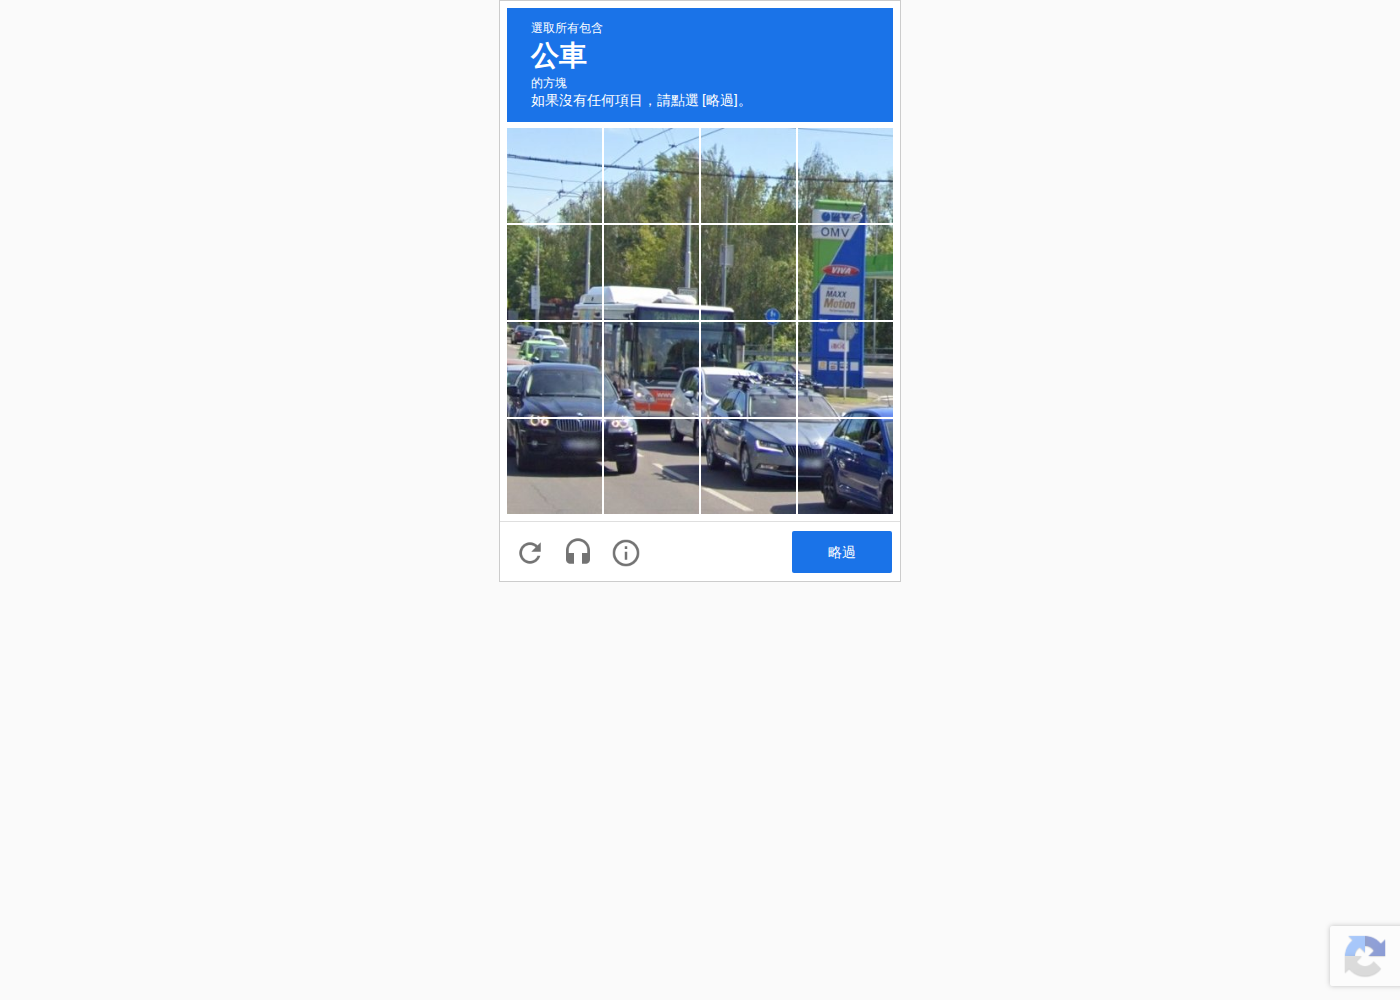 選取所有包含
公車
的方塊
如果沒有任何項目，請點選 [略過]。
OMV
VIVA
MAXX
Motion
略過